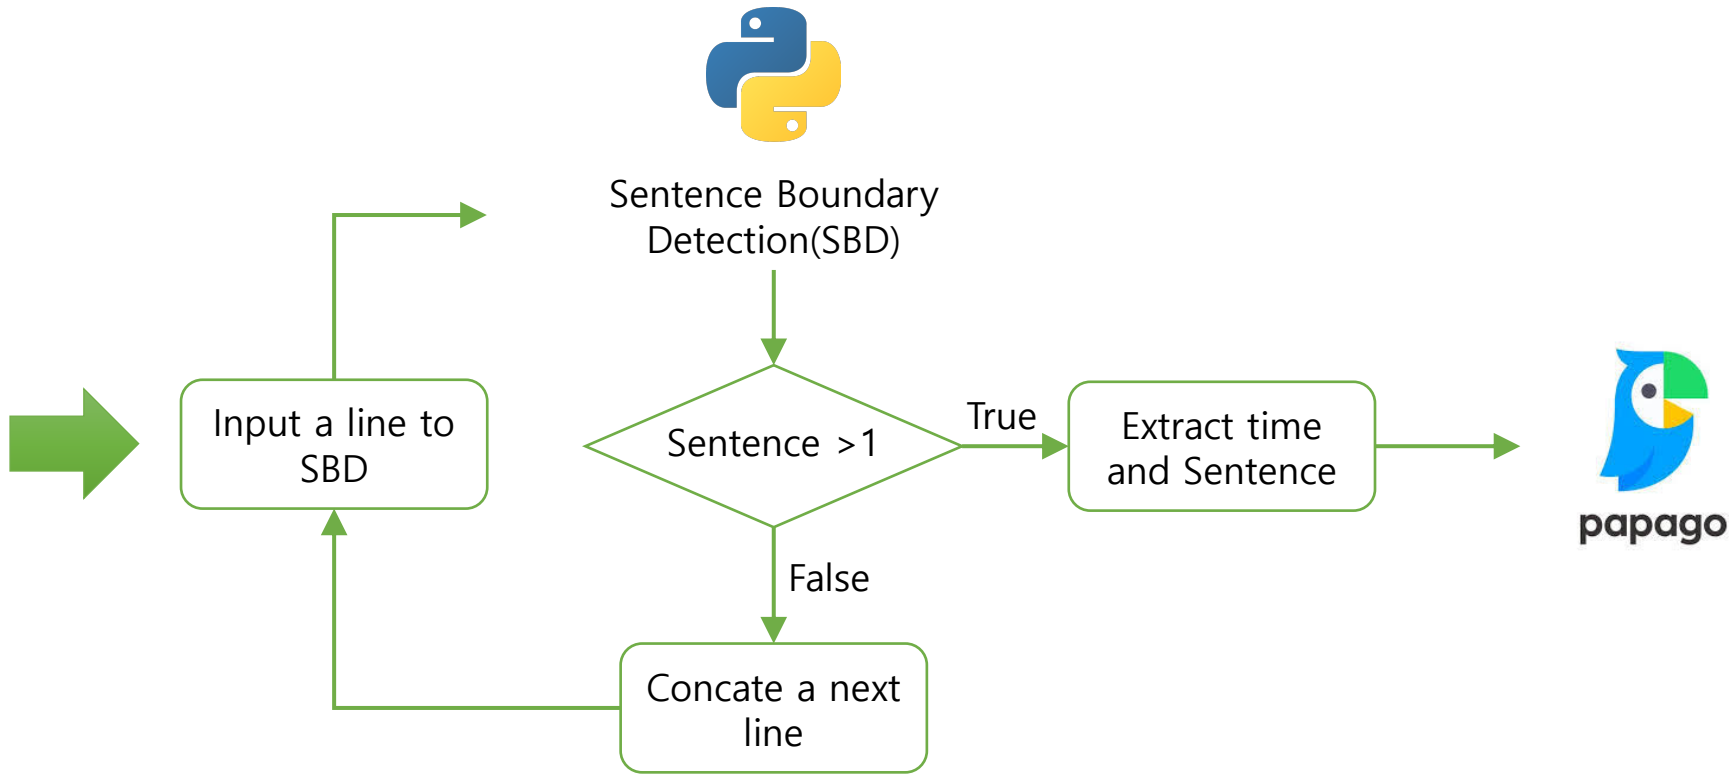 Sentence Boundary
Detection(SBD)
Input a line to
SBD
Sentence >1
True
Extract time
and Sentence
papago
False
Concate a next
line